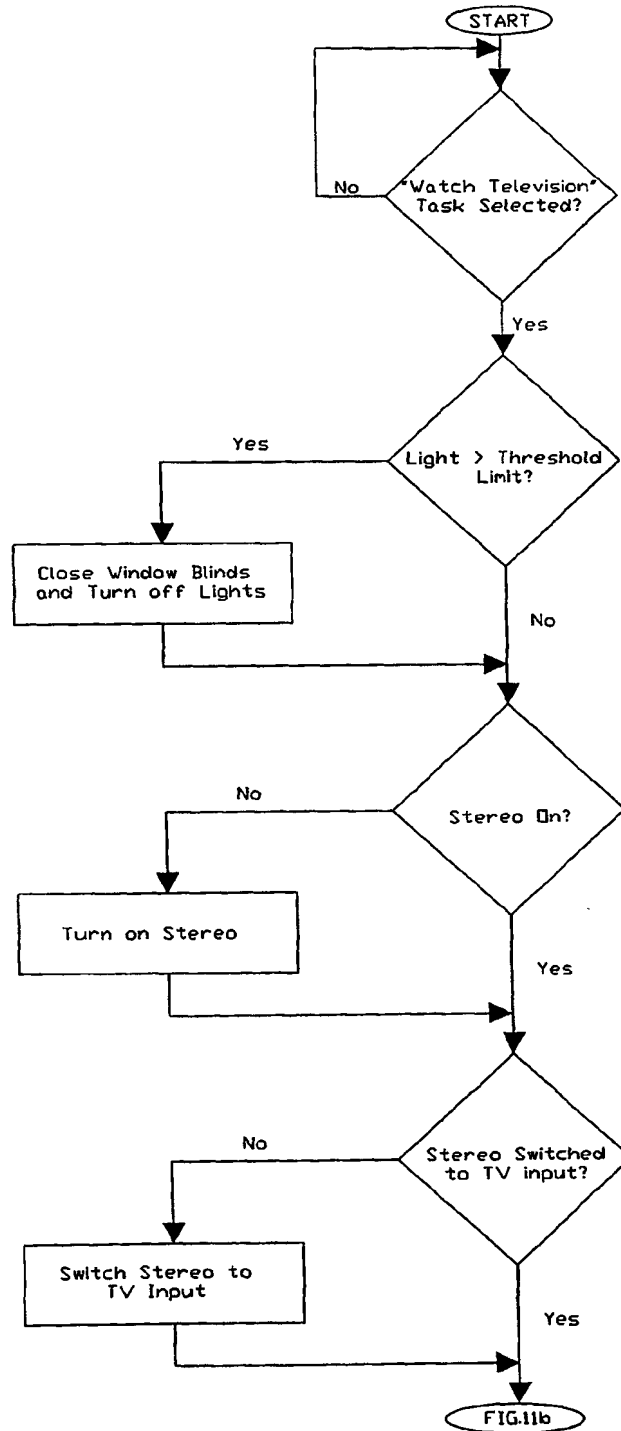 START
"Watch Television"
Task Selected?
No
Yes
Light > Threshold
Limit?
Yes
Close Window Blinds
and Turn off Lights
No
Stereo On?
No
Turn on Stereo
Yes
Stereo Switched
to TV input?
No
Switch Stereo to
TV Input
Yes
FIG.11b